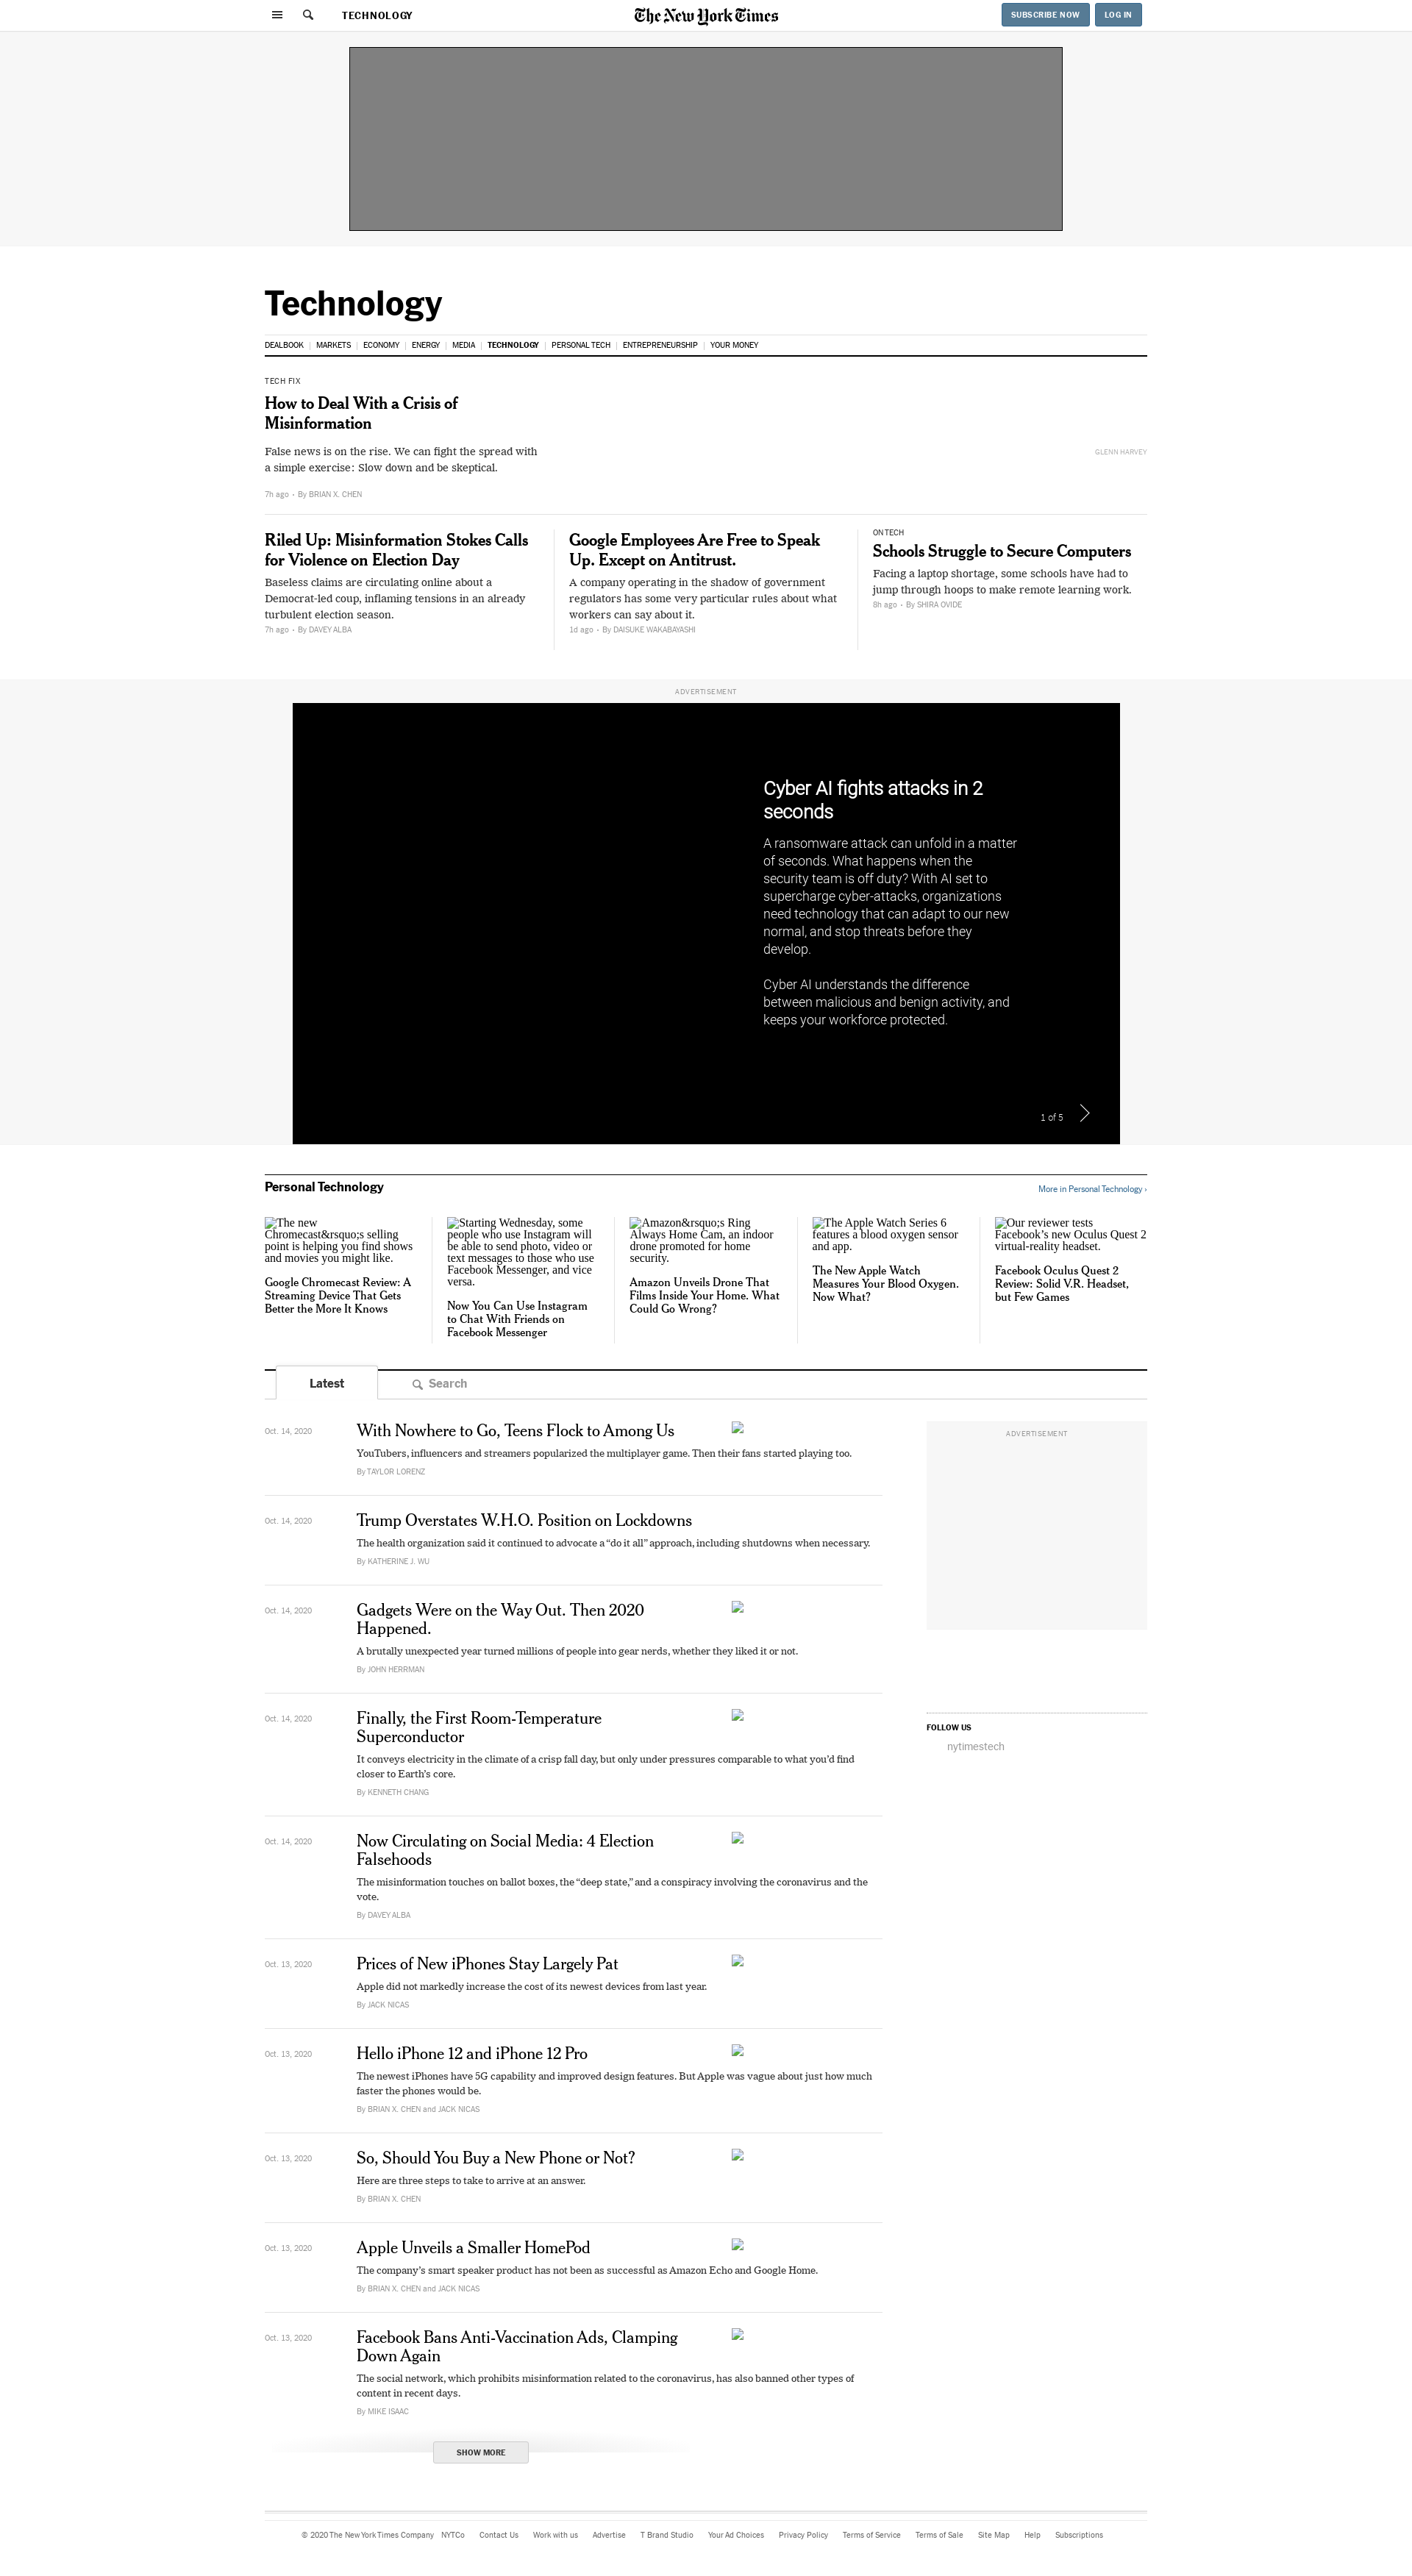 TECHNOLOGY
The New York Times
SUBSCRIBE NOW
LOG IN
Technology
DEALBOOK
MARKETS
ECONOMY
ENERGY
MEDIA
TECHNOLOGY
PERSONAL TECH
ENTREPRENEURSHIP
YOUR MONEY
TECH FIX
How to Deal With a Crisis of
Misinformation
False news is on the rise. We can fight the spread with
a simple exercise: Slow down and be skeptical.
7h ago • By BRIAN X. CHEN
GLENN HARVEY
Riled Up: Misinformation Stokes Calls
for Violence on Election Day
Baseless claims are circulating online about a
Democrat-led coup, inflaming tensions in an already
turbulent election season.
7h ago • By DAVEY ALBA
Google Employees Are Free to Speak
Up. Except on Antitrust.
A company operating in the shadow of government
regulators has some very particular rules about what
workers can say about it.
1d ago • By DAISUKE WAKABAYASHI
ON TECH
Schools Struggle to Secure Computers
Facing a laptop shortage, some schools have had to
jump through hoops to make remote learning work.
8h ago • By SHIRA OVIDE
ADVERTISEMENT
Cyber AI fights attacks in 2
seconds
A ransomware attack can unfold in a matter
of seconds. What happens when the
security team is off duty? With AI set to
supercharge cyber-attacks, organizations
need technology that can adapt to our new
normal, and stop threats before they
develop.
Cyber AI understands the difference
between malicious and benign activity, and
keeps your workforce protected.
1 of 5
Personal Technology
More in Personal Technology ›
The new
Chromecast&rsquo;s selling
point is helping you find shows
and movies you might like.
Google Chromecast Review: A
Streaming Device That Gets
Better the More It Knows
Starting Wednesday, some
people who use Instagram will
be able to send photo, video or
text messages to those who use
Facebook Messenger, and vice
versa.
Now You Can Use Instagram
to Chat With Friends on
Facebook Messenger
Amazon&rsquo;s Ring
Always Home Cam, an indoor
drone promoted for home
security.
Amazon Unveils Drone That
Films Inside Your Home. What
Could Go Wrong?
The Apple Watch Series 6
features a blood oxygen sensor
and app.
The New Apple Watch
Measures Your Blood Oxygen.
Now What?
Our reviewer tests
Facebook’s new Oculus Quest 2
virtual-reality headset.
Facebook Oculus Quest 2
Review: Solid V.R. Headset,
but Few Games
Latest
Search
Oct. 14, 2020
With Nowhere to Go, Teens Flock to Among Us
YouTubers, influencers and streamers popularized the multiplayer game. Then their fans started playing too.
By TAYLOR LORENZ
Oct. 14, 2020
Trump Overstates W.H.O. Position on Lockdowns
The health organization said it continued to advocate a “do it all” approach, including shutdowns when necessary.
By KATHERINE J. WU
Oct. 14, 2020
Gadgets Were on the Way Out. Then 2020
Happened.
A brutally unexpected year turned millions of people into gear nerds, whether they liked it or not.
By JOHN HERRMAN
Oct. 14, 2020
Finally, the First Room-Temperature
Superconductor
It conveys electricity in the climate of a crisp fall day, but only under pressures comparable to what you’d find
closer to Earth’s core.
By KENNETH CHANG
Oct. 14, 2020
Now Circulating on Social Media: 4 Election
Falsehoods
The misinformation touches on ballot boxes, the “deep state,” and a conspiracy involving the coronavirus and the
vote.
By DAVEY ALBA
Oct. 13, 2020
Prices of New iPhones Stay Largely Pat
Apple did not markedly increase the cost of its newest devices from last year.
By JACK NICAS
Oct. 13, 2020
Hello iPhone 12 and iPhone 12 Pro
The newest iPhones have 5G capability and improved design features. But Apple was vague about just how much
faster the phones would be.
By BRIAN X. CHEN and JACK NICAS
Oct. 13, 2020
So, Should You Buy a New Phone or Not?
Here are three steps to take to arrive at an answer.
By BRIAN X. CHEN
Oct. 13, 2020
Apple Unveils a Smaller HomePod
The company’s smart speaker product has not been as successful as Amazon Echo and Google Home.
By BRIAN X. CHEN and JACK NICAS
Oct. 13, 2020
Facebook Bans Anti-Vaccination Ads, Clamping
Down Again
The social network, which prohibits misinformation related to the coronavirus, has also banned other types of
content in recent days.
By MIKE ISAAC
SHOW MORE
ADVERTISEMENT
FOLLOW US
nytimestech
© 2020 The New York Times Company NYTCo Contact Us Work with us Advertise T Brand Studio Your Ad Choices Privacy Policy Terms of Service Terms of Sale Site Map Help Subscriptions